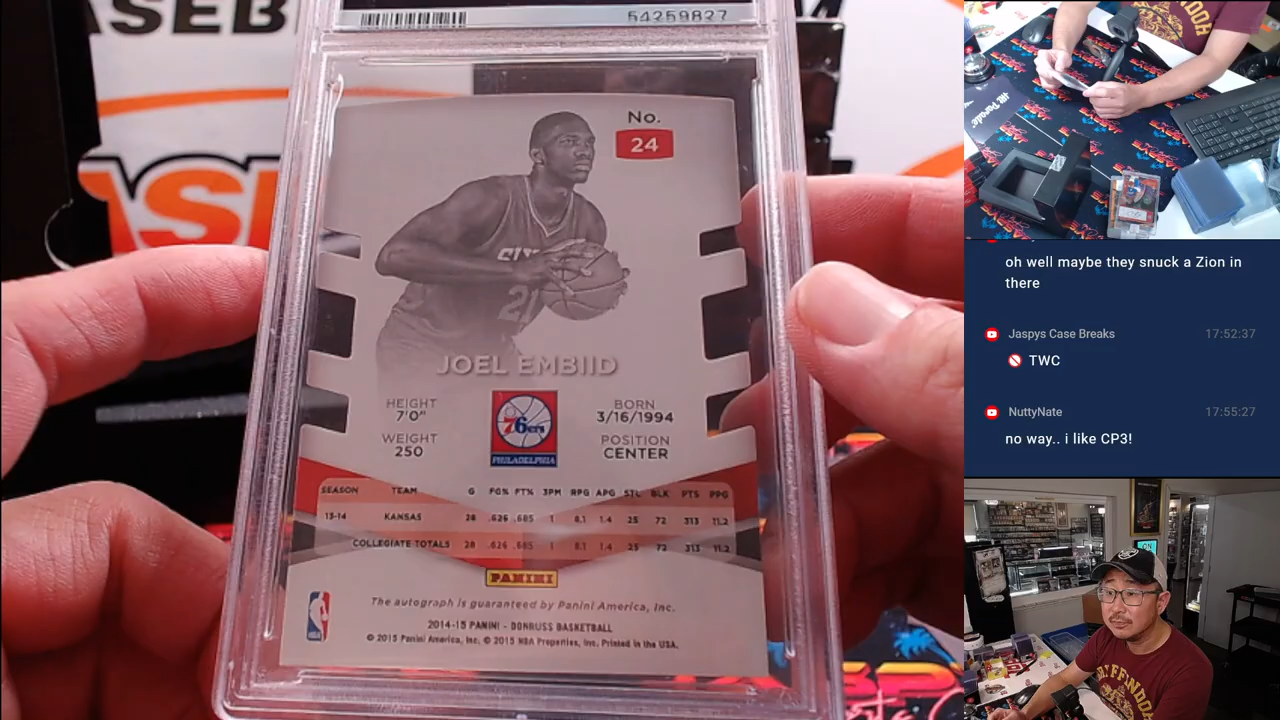 54259827
No.
24
SIX
21
JOEL EMBIID
HEIGHT
7'0"
WEIGHT
250
76ers
PHILADELPHIA
BORN
3/16/1994
POSITION
CENTER
SEASON TEAM G FG% FT% 3PM RPG APG STL BLK PTS PPG
13-14 KANSAS 28 .626 .685 1 8.1 1.4 25 72 313 11.2
COLLEGIATE TOTALS 28 .626 .685 1 8.1 1.4 25 72 313 11.2
PANINI
The autograph is guaranteed by Panini America, Inc.
2014-15 PANINI - DONRUSS BASKETBALL
© 2015 Panini America, Inc. © 2015 NBA Properties, Inc. Printed in the USA.
oh well maybe they snuck a Zion in
there
Jaspys Case Breaks 17:52:37
TWC
NuttyNate 17:55:27
no way.. i like CP3!